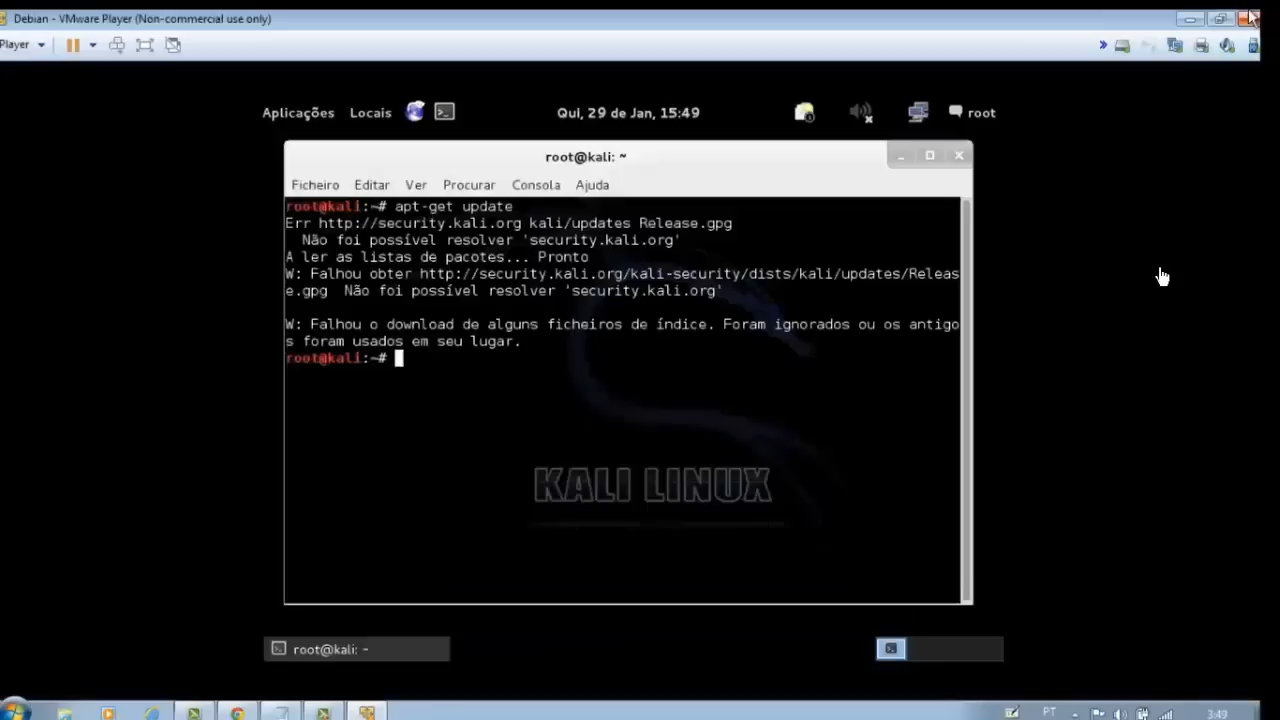 Debian - VMware Player (Non-commercial use only)
Player
Aplicações Locais Qui, 29 de Jan, 15:49 root
root@kali: ~
Ficheiro Editar Ver Procurar Consola Ajuda
root@kali:~# apt-get update
Err http://security.kali.org kali/updates Release.gpg
Não foi possível resolver 'security.kali.org'
A ler as listas de pacotes... Pronto
W: Falhou obter http://security.kali.org/kali-security/dists/kali/updates/Releas
e.gpg Não foi possível resolver 'security.kali.org'
W: Falhou o download de alguns ficheiros de índice. Foram ignorados ou os antigo
s foram usados em seu lugar.
root@kali:~#
KALI LINUX
root@kali: ~
PT 3:49